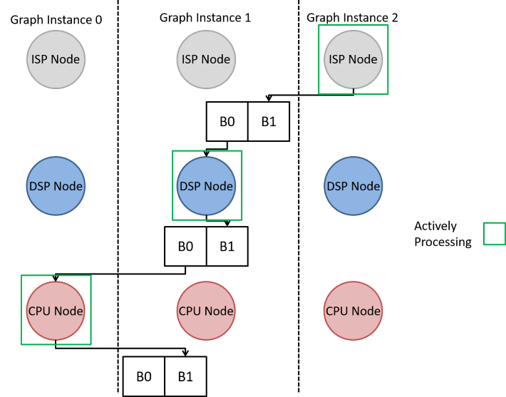 Graph Instance 0
Graph Instance 1
Graph Instance 2
ISP Node
ISP Node
ISP Node
B0
B1
DSP Node
DSP Node
DSP Node
Actively
Processing
B0
B1
CPU Node
CPU Node
CPU Node
B0
B1